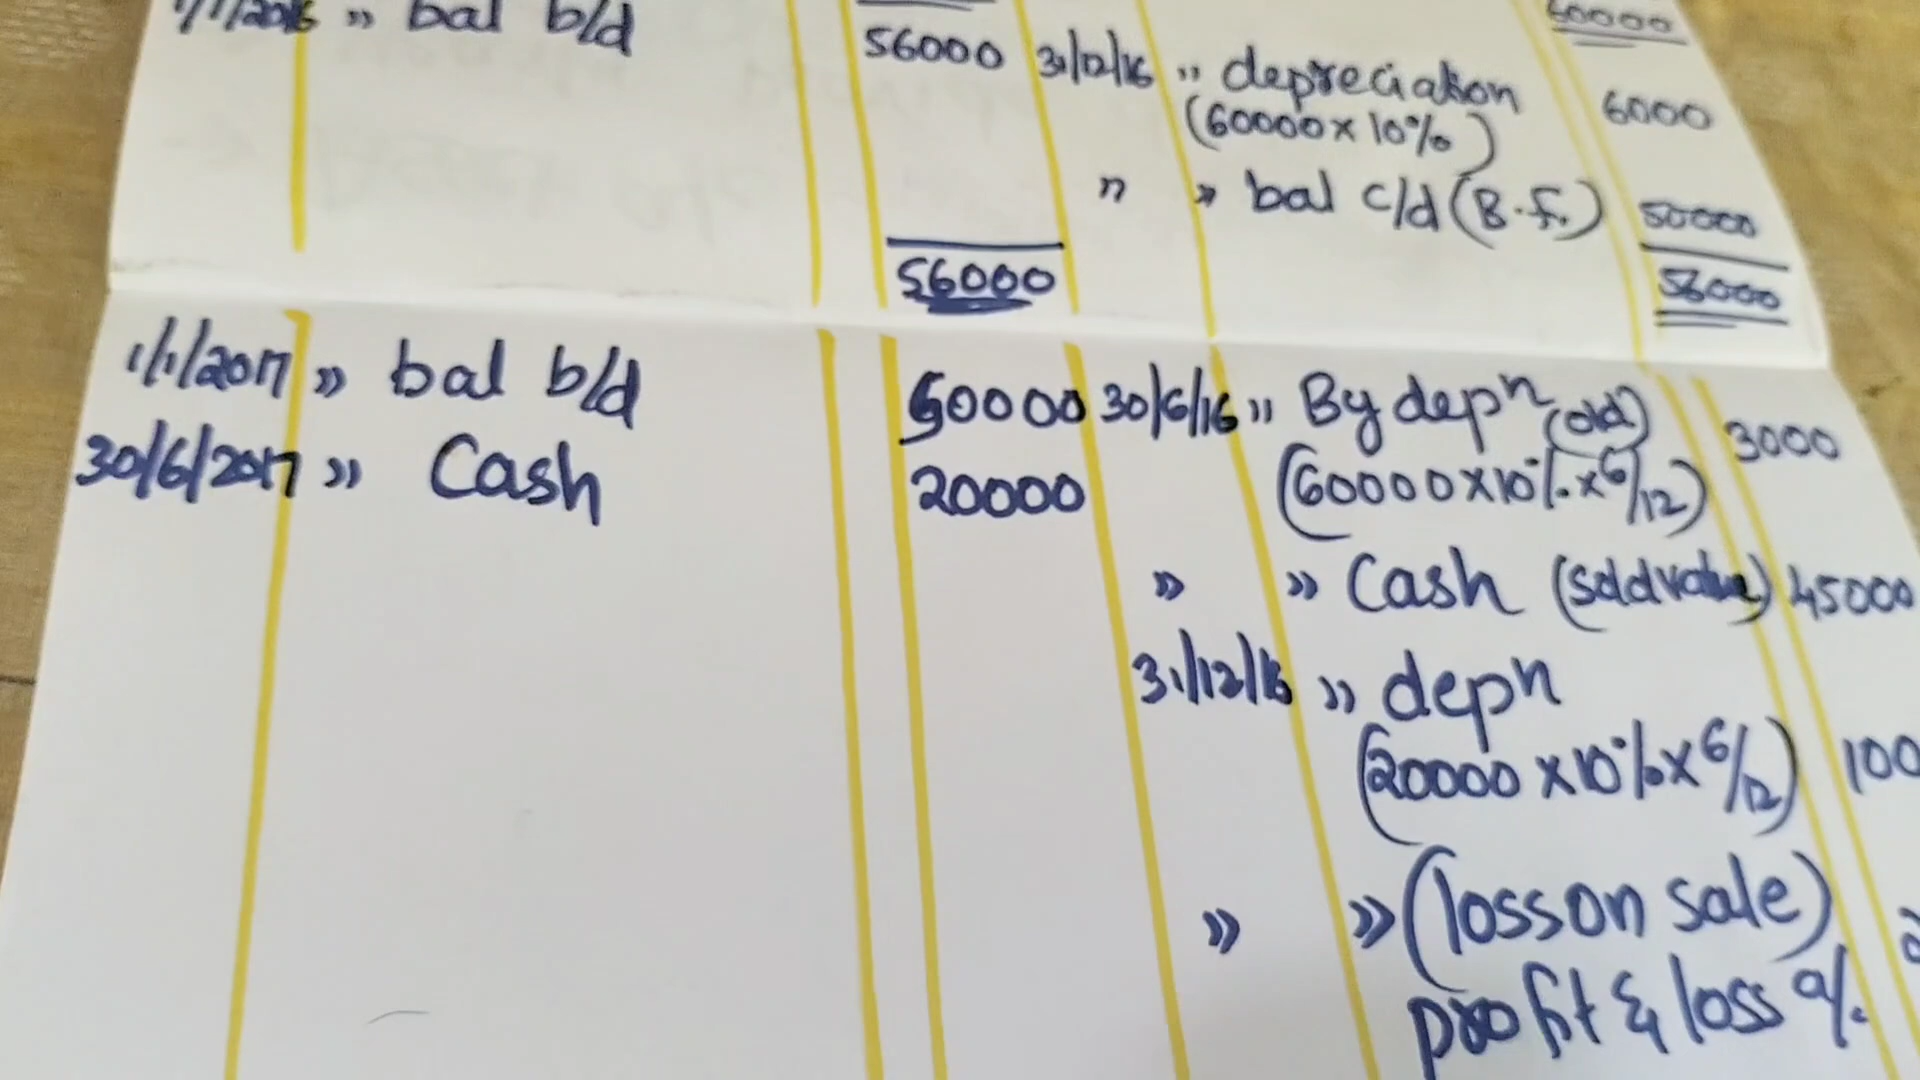 1/1/2016 " bal b/d 56000 31/12/16 " depreciation 6000
60000
(60000 x 10%)
" " bal c/d (B.f.) 50000
56000 56000
1/1/2017 " bal b/d 50000 30/6/16 " By depn (old) 3000
30/6/2017 " Cash 20000 (60000 x 10% x 6/12)
" " Cash (sold value) 45000
31/12/16 " depn
(20000 x 10% x 6/12) 100
" " (loss on sale)
profit & loss a/c